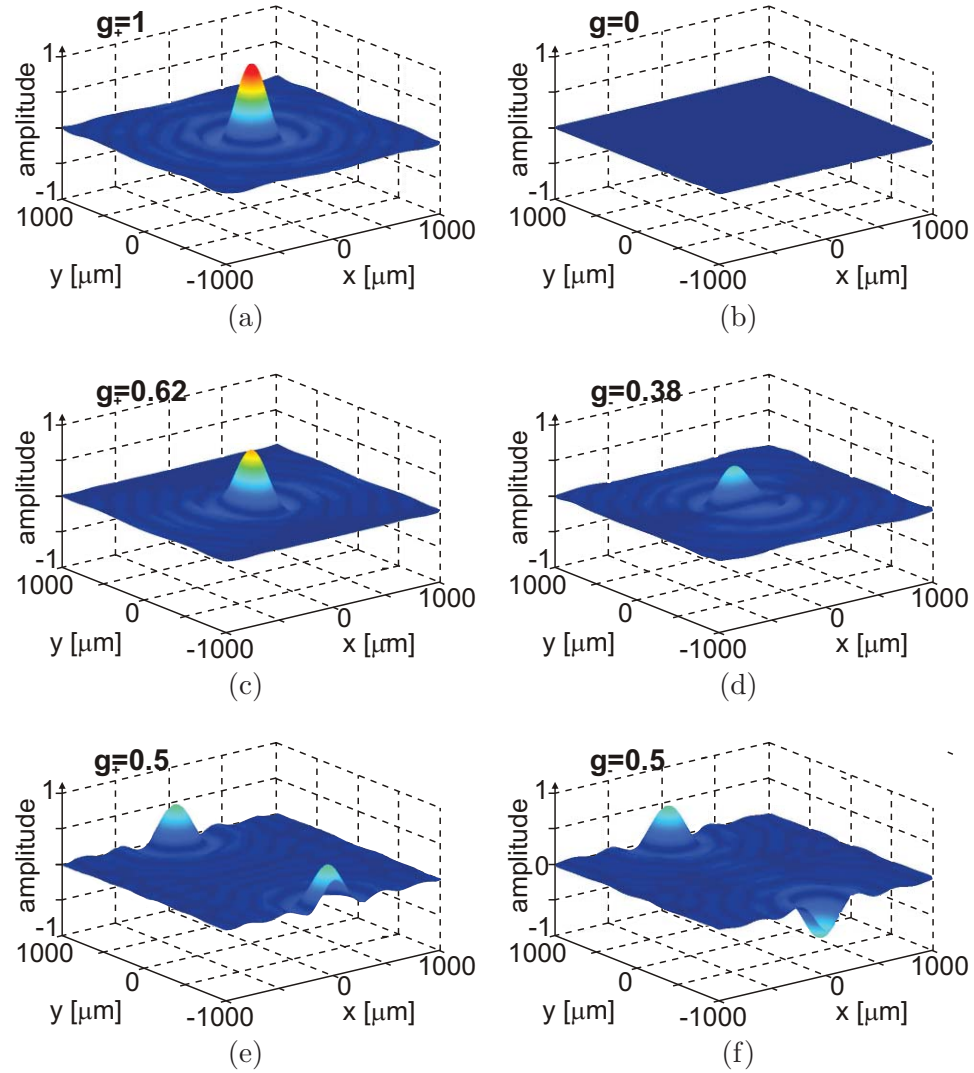 g₊=1
1
amplitude
-1
1000
0
-1000
y [μm]
x [μm]
0
1000
(a)
g₋=0
1
amplitude
-1
1000
0
-1000
y [μm]
x [μm]
0
1000
(b)
g₊=0.62
1
amplitude
-1
1000
0
-1000
y [μm]
x [μm]
0
1000
(c)
g₋=0.38
1
amplitude
-1
1000
0
-1000
y [μm]
x [μm]
0
1000
(d)
g₊=0.5
1
amplitude
-1
1000
0
-1000
y [μm]
x [μm]
0
1000
(e)
g₋=0.5
1
0
amplitude
-1
1000
0
-1000
y [μm]
x [μm]
0
1000
(f)